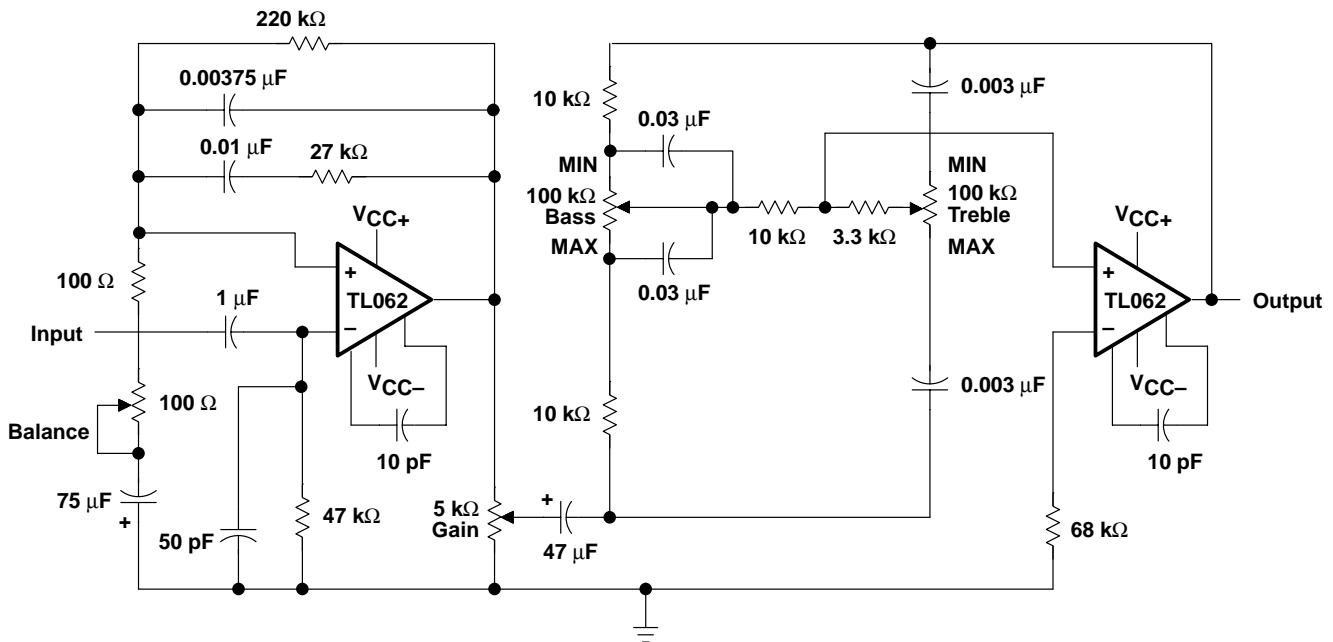 220 kΩ
0.00375 μF
0.01 μF
27 kΩ
VCC+
100 Ω
1 μF
+
TL062
−
Input
VCC−
100 Ω
Balance
10 pF
75 μF
+
47 kΩ
50 pF
5 kΩ
Gain
+
47 μF
10 kΩ
0.03 μF
0.003 μF
MIN
100 kΩ
Bass
MAX
10 kΩ
3.3 kΩ
MIN
100 kΩ
Treble
MAX
0.03 μF
VCC+
+
TL062
−
Output
VCC−
0.003 μF
10 kΩ
10 pF
68 kΩ